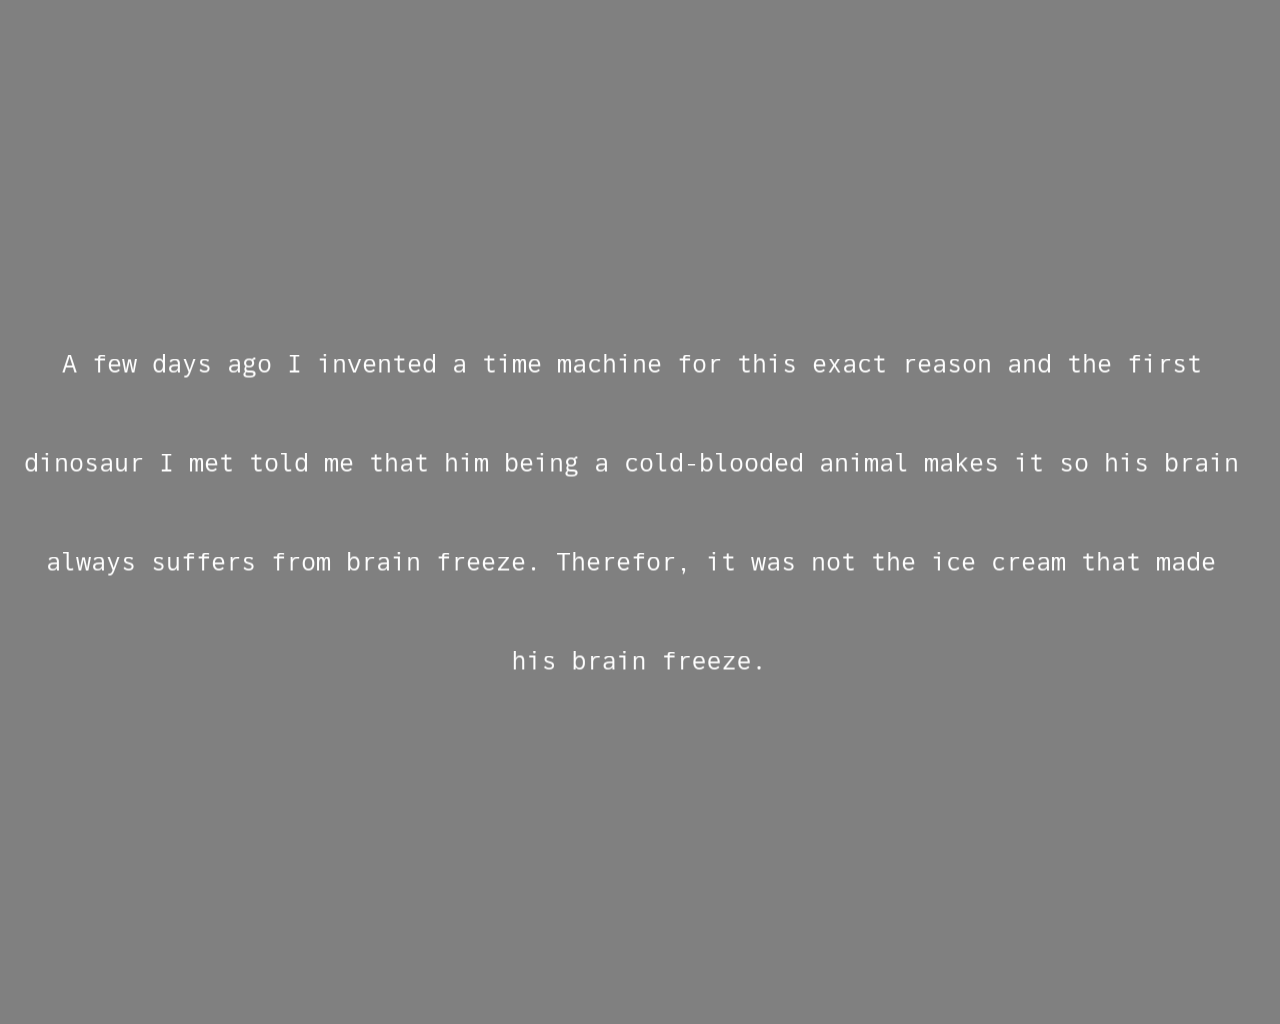 A few days ago I invented a time machine for this exact reason and the first
dinosaur I met told me that him being a cold-blooded animal makes it so his brain
always suffers from brain freeze. Therefor, it was not the ice cream that made
his brain freeze.